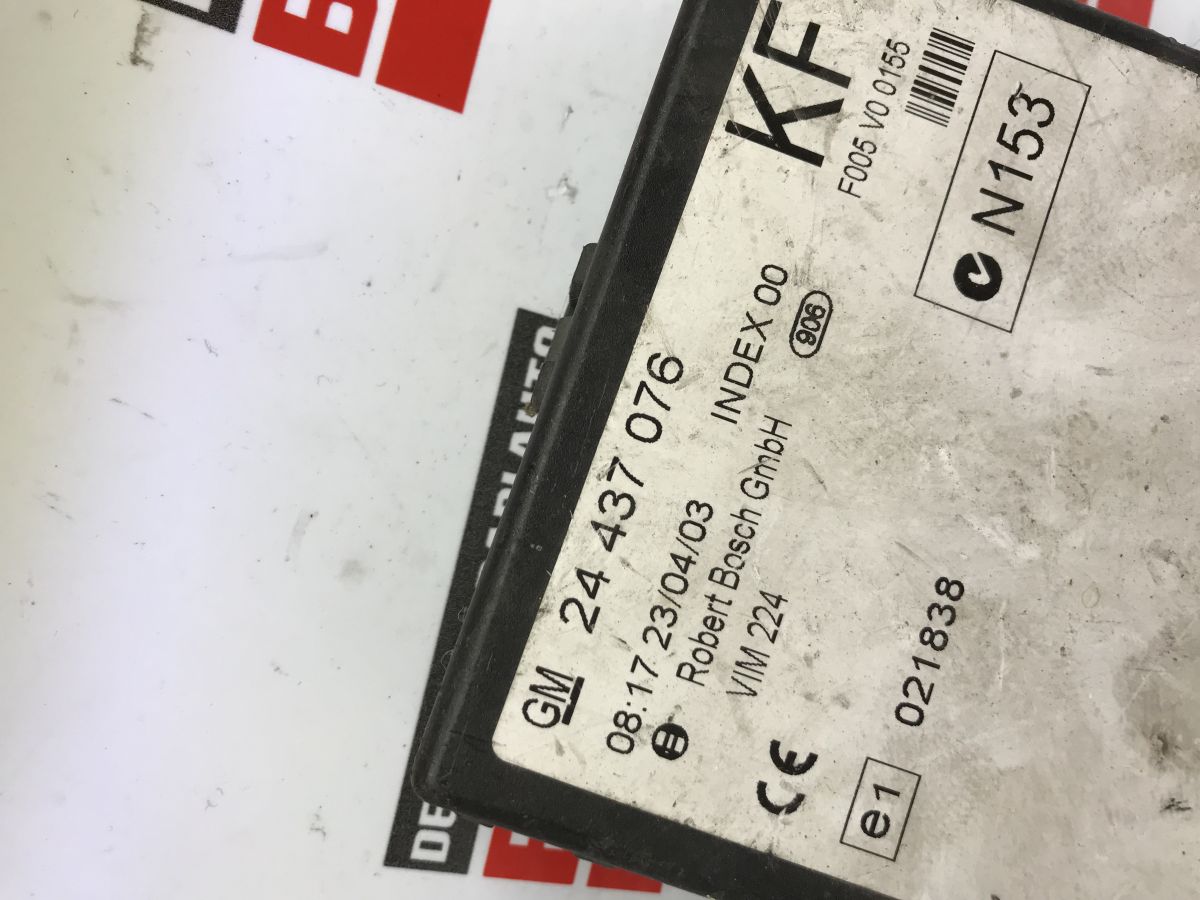 GM 24 437 076
KF
08:17 23/04/03
INDEX 00
F005 V0 0155
Robert Bosch GmbH
906
VIM 224
N153
CE
021838
e1